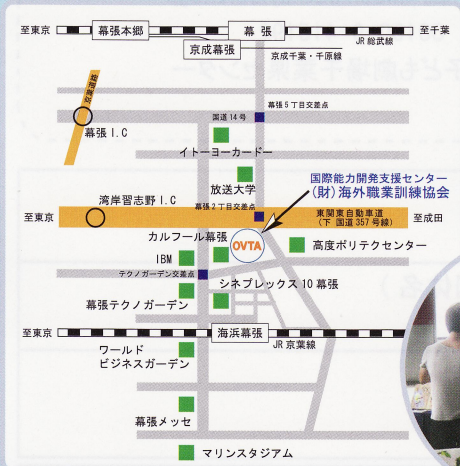 至東京
幕張本郷
幕 張
至千葉
JR 総武線
京成幕張
京成千葉・千原線
幕張5丁目交差点
国道14号
幕張 I.C
イトーヨーカドー
放送大学
国際能力開発支援センター
(財)海外職業訓練協会
湾岸習志野 I.C
幕張2丁目交差点
至東京
東関東自動車道
(下 国道 357号線)
至成田
カルフール幕張
OVTA
高度ポリテクセンター
IBM
テクノガーデン交差点
シネプレックス 10 幕張
幕張テクノガーデン
至東京
海浜幕張
JR 京葉線
ワールド
ビジネスガーデン
幕張メッセ
マリンスタジアム